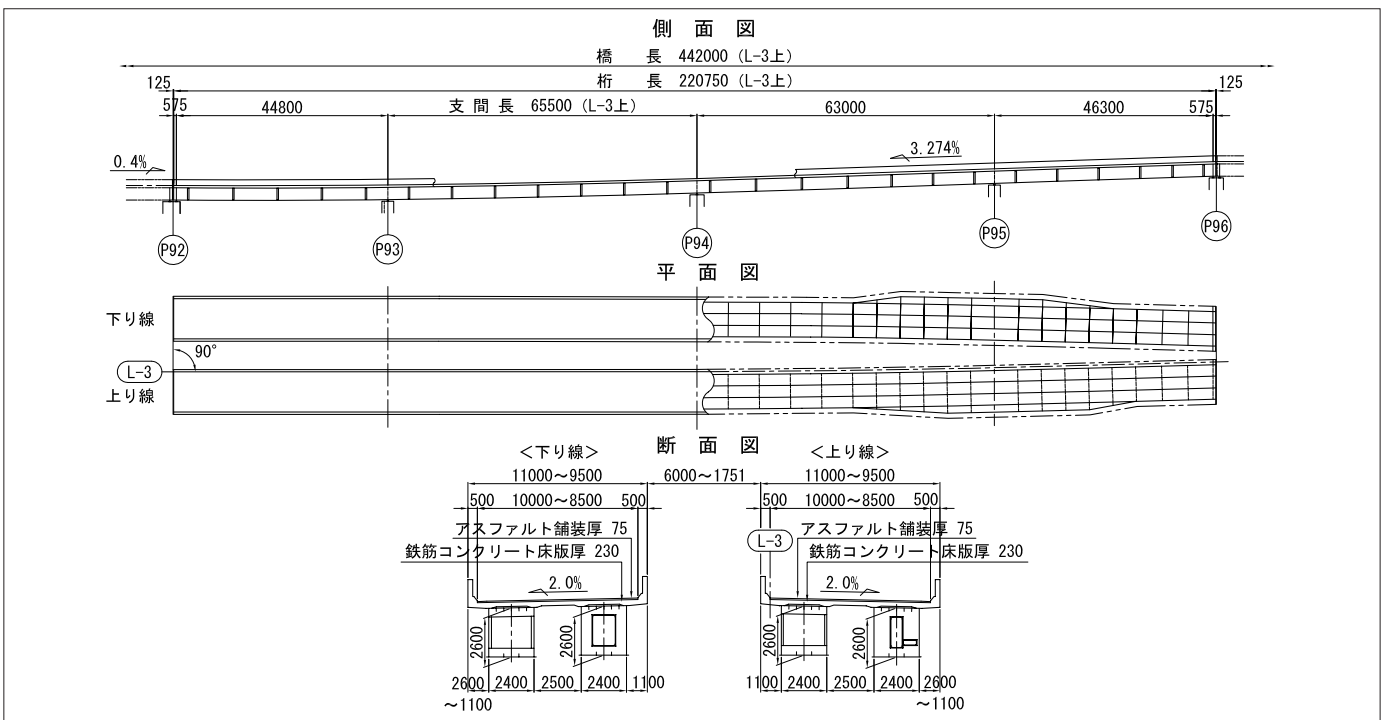 側 面 図
橋 長 442000 (L-3上)
125 桁 長 220750 (L-3上) 125
575 44800 支 間 長 65500 (L-3上) 63000 46300 575
0.4% 3.274%
P92 P93 P94 P95 P96
平 面 図
下り線
90°
L-3
上り線
断 面 図
<下り線> <上り線>
11000～9500 6000～1751 11000～9500
500 10000～8500 500 500 10000～8500 500
アスファルト舗装厚 75 L-3 アスファルト舗装厚 75
鉄筋コンクリート床版厚 230 鉄筋コンクリート床版厚 230
2.0% 2.0%
2600 2600 2600 2600
2600 2400 2500 2400 1100 1100 2400 2500 2400 2600
～1100 ～1100